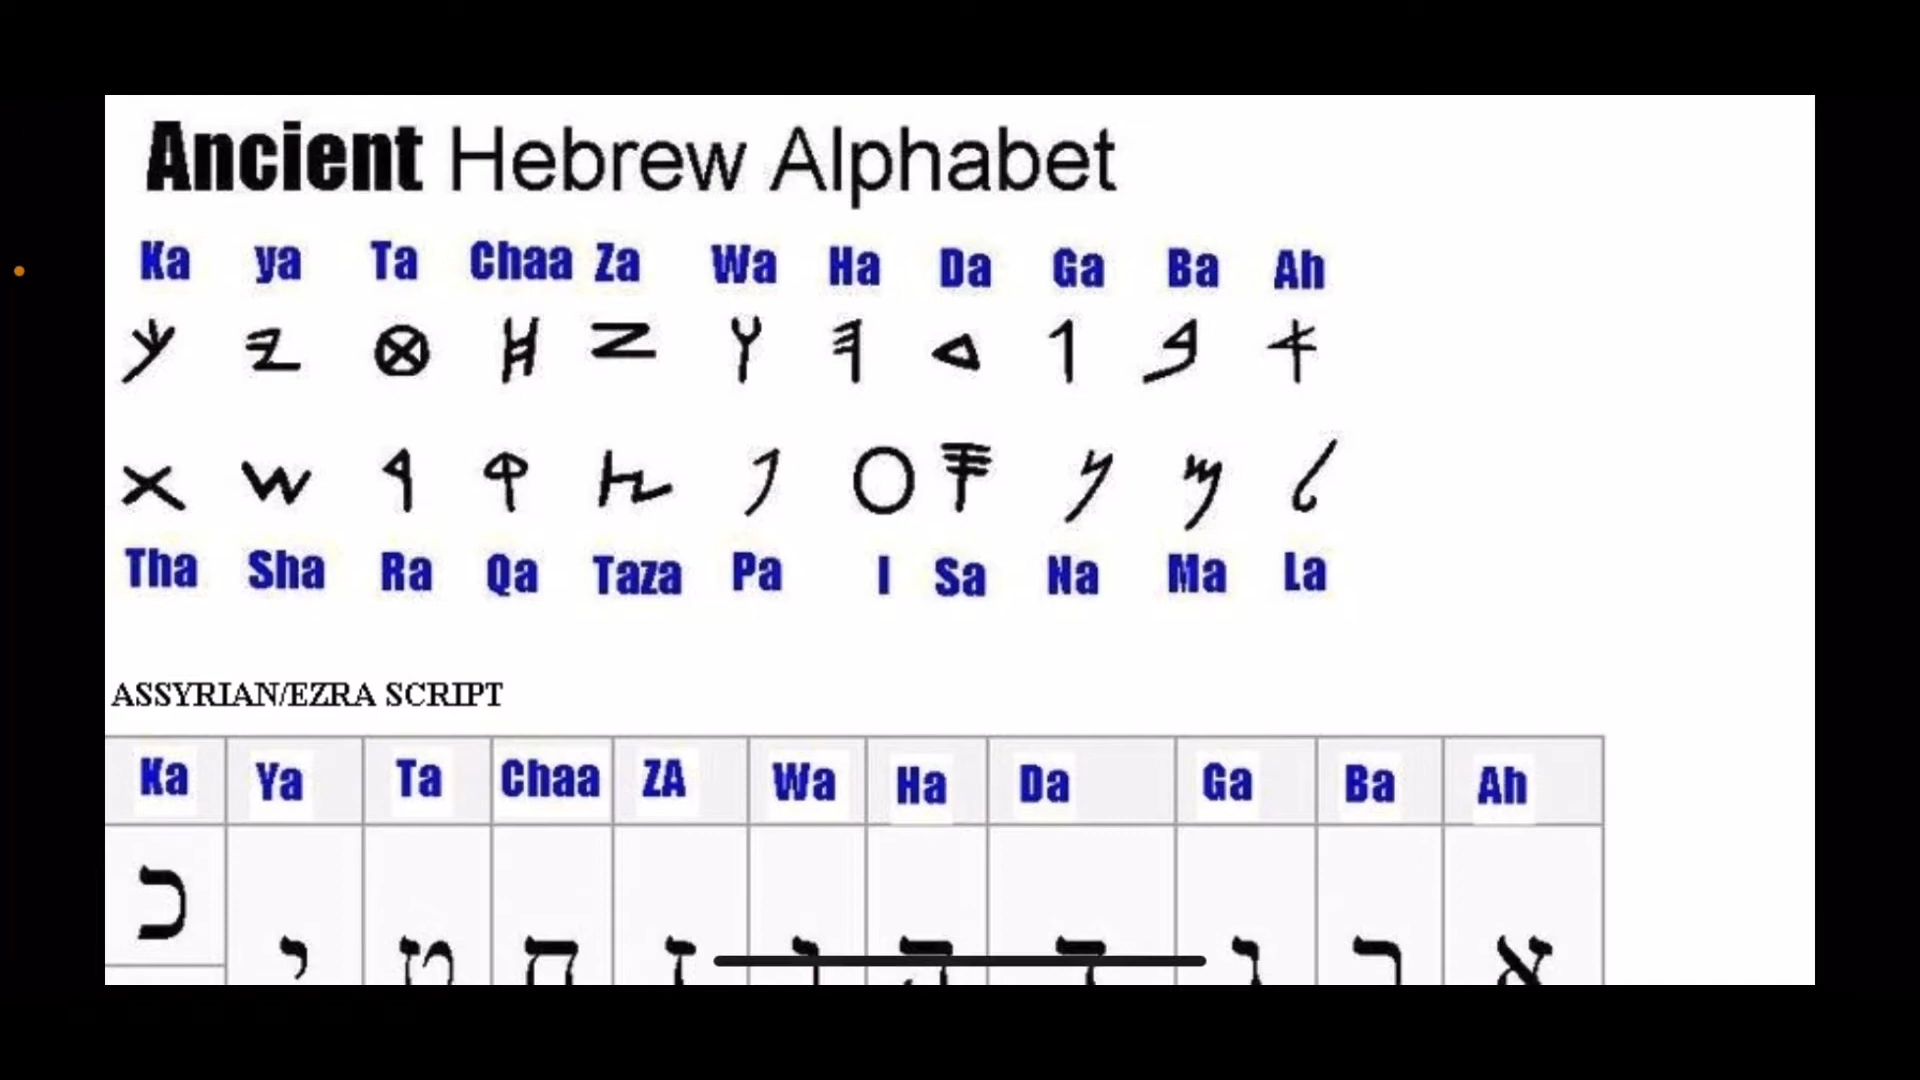 Ancient Hebrew Alphabet
Ka ya Ta Chaa Za Wa Ha Da Ga Ba Ah
𐤊 𐤉 𐤈 𐤇 𐤆 𐤅 𐤄 𐤃 𐤂 𐤁 𐤀
𐤕 𐤔 𐤓 𐤒 𐤑 𐤐 𐤏 𐤎 𐤍 𐤌 𐤋
Tha Sha Ra Qa Taza Pa I Sa Na Ma La
ASSYRIAN/EZRA SCRIPT
Ka Ya Ta Chaa ZA Wa Ha Da Ga Ba Ah
כ י ט ח ז ו ה ד ג ב א